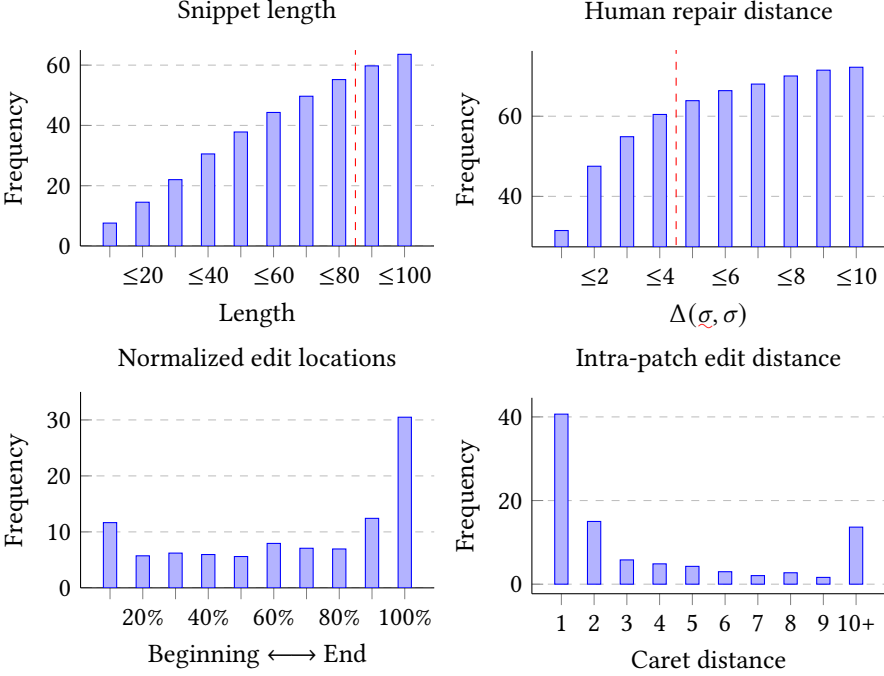 Snippet length
Human repair distance
Frequency
60
40
20
0
≤20 ≤40 ≤60 ≤80 ≤100
Length
Frequency
60
40
≤2 ≤4 ≤6 ≤8 ≤10
Δ(σ, σ)
Normalized edit locations
Intra-patch edit distance
Frequency
30
20
10
0
20% 40% 60% 80% 100%
Beginning ⟷ End
Frequency
40
20
0
1 2 3 4 5 6 7 8 9 10+
Caret distance